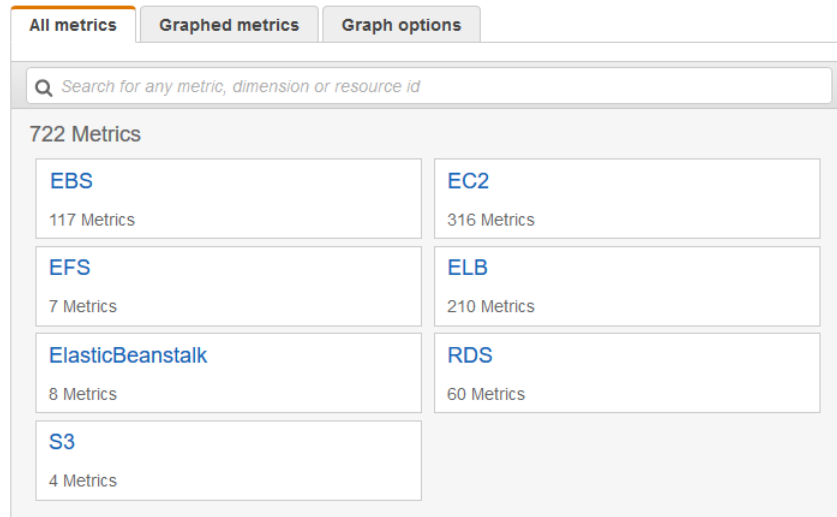 All metrics Graphed metrics Graph options
Search for any metric, dimension or resource id
722 Metrics
EBS
117 Metrics
EC2
316 Metrics
EFS
7 Metrics
ELB
210 Metrics
ElasticBeanstalk
8 Metrics
RDS
60 Metrics
S3
4 Metrics